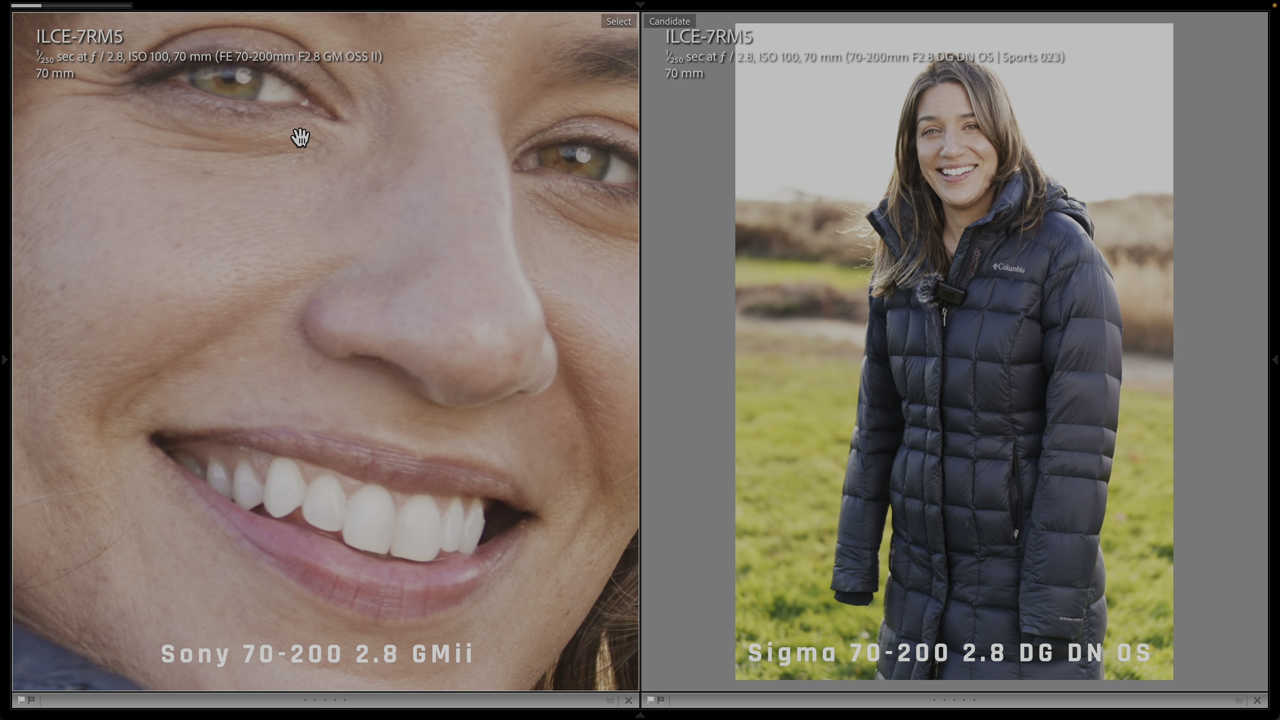 Select
ILCE-7RM5
1/250 sec at ƒ / 2.8, ISO 100, 70 mm (FE 70-200mm F2.8 GM OSS II)
70 mm
Sony 70-200 2.8 GMii
Candidate
ILCE-7RM5
1/250 sec at ƒ / 2.8, ISO 100, 70 mm (70-200mm F2.8 DG DN OS | Sports 023)
70 mm
Columbia
Sigma 70-200 2.8 DG DN OS